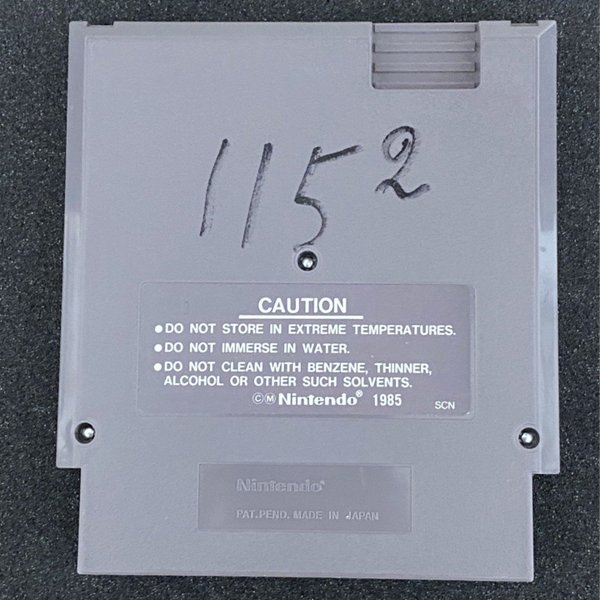 1152
CAUTION
•DO NOT STORE IN EXTREME TEMPERATURES.
•DO NOT IMMERSE IN WATER.
•DO NOT CLEAN WITH BENZENE, THINNER,
ALCOHOL OR OTHER SUCH SOLVENTS.
©Ⓜ Nintendo® 1985
SCN
Nintendo®
PAT. PEND. MADE IN JAPAN